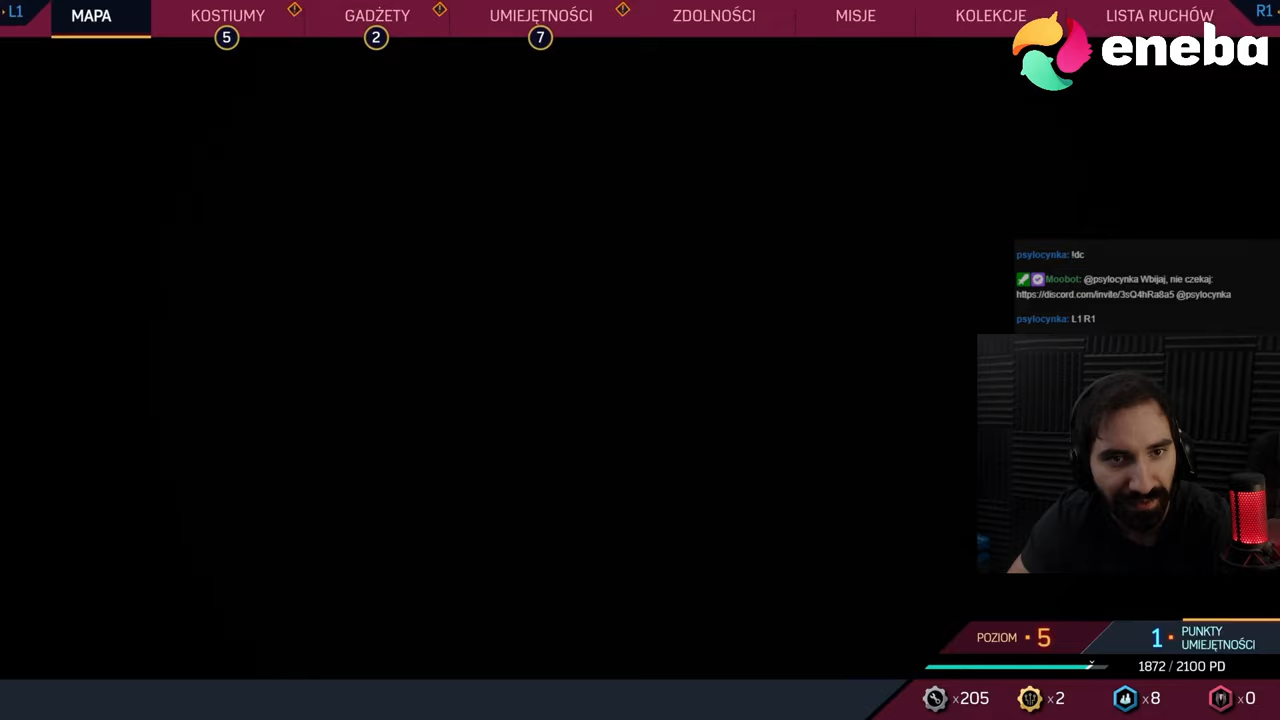 L1
MAPA
KOSTIUMY
GADŻETY
UMIEJĘTNOŚCI
ZDOLNOŚCI
MISJE
KOLEKCJE
LISTA RUCHÓW
R1
5
2
7
eneba
psylocynka: !dc
Moobot: @psylocynka Wbijaj, nie czekaj:
https://discord.com/invite/3sQ4hRa8a5 @psylocynka
psylocynka: L1 R1
POZIOM 5
1 PUNKTY
UMIEJĘTNOŚCI
1872 / 2100 PD
x205
x2
x8
x0